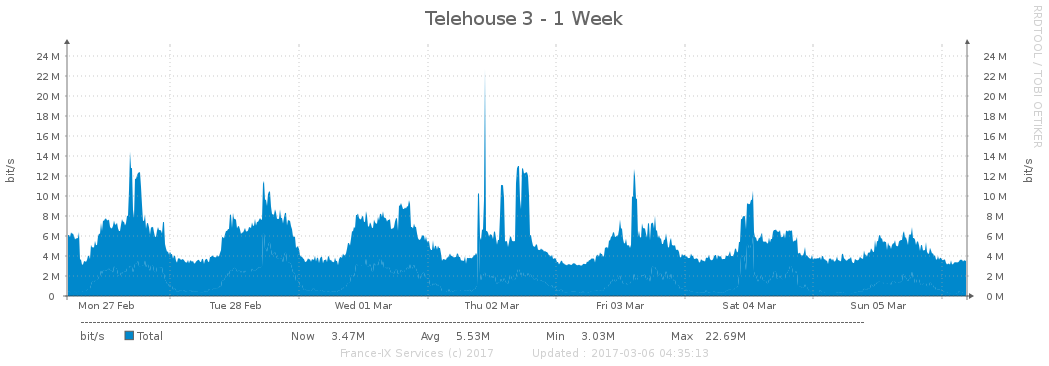 Telehouse 3 - 1 Week
RRDTOOL / TOBI OETIKER
bit/s
bit/s
24 M 24 M
22 M 22 M
20 M 20 M
18 M 18 M
16 M 16 M
14 M 14 M
12 M 12 M
10 M 10 M
8 M 8 M
6 M 6 M
4 M 4 M
2 M 2 M
0 0 M
Mon 27 Feb Tue 28 Feb Wed 01 Mar Thu 02 Mar Fri 03 Mar Sat 04 Mar Sun 05 Mar
bit/s Total Now 3.47M Avg 5.53M Min 3.03M Max 22.69M
France-IX Services (c) 2017 Updated : 2017-03-06 04:35:13